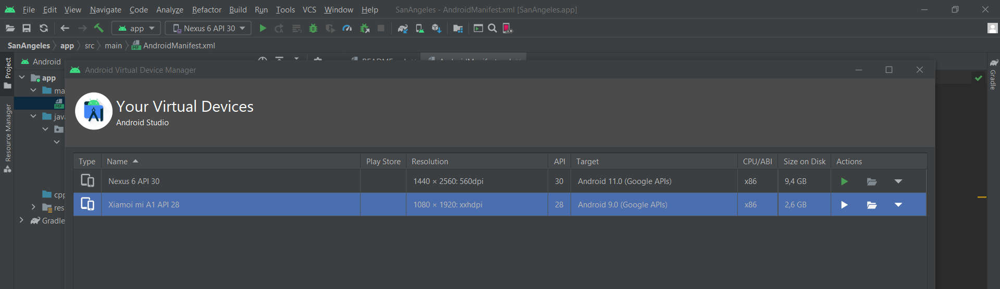 File Edit View Navigate Code Analyze Refactor Build Run Tools VCS Window Help SanAngeles - AndroidManifest.xml [SanAngeles.app]
app Nexus 6 API 30
SanAngeles app src main MF AndroidManifest.xml
Project
Android
Android Virtual Device Manager
Gradle
app
ma
MF
Resource Manager
java
Your Virtual Devices
Android Studio
Type Name Play Store Resolution API Target CPU/ABI Size on Disk Actions
Nexus 6 API 30 1440 × 2560: 560dpi 30 Android 11.0 (Google APIs) x86 9,4 GB
Xiamoi mi A1 API 28 1080 × 1920: xxhdpi 28 Android 9.0 (Google APIs) x86 2,6 GB
cpp
res
Gradle